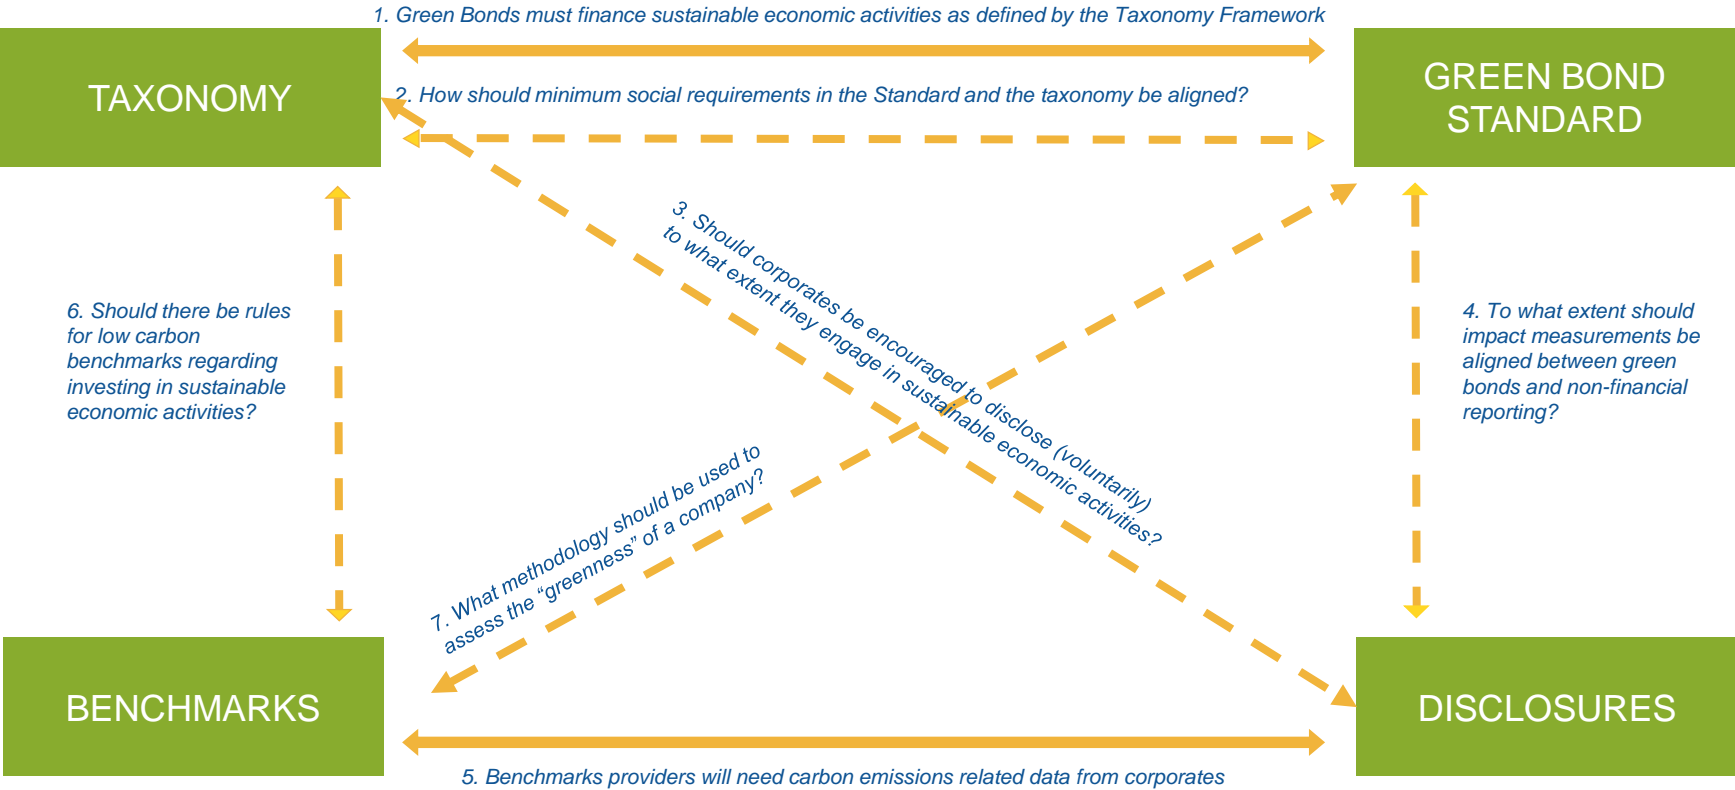 1. Green Bonds must finance sustainable economic activities as defined by the Taxonomy Framework
TAXONOMY
GREEN BOND
STANDARD
2. How should minimum social requirements in the Standard and the taxonomy be aligned?
3. Should corporates be encouraged to disclose (voluntarily)
to what extent they engage in sustainable economic activities?
6. Should there be rules
for low carbon
benchmarks regarding
investing in sustainable
economic activities?
4. To what extent should
impact measurements be
aligned between green
bonds and non-financial
reporting?
7. What methodology should be used to
assess the “greenness” of a company?
BENCHMARKS
DISCLOSURES
5. Benchmarks providers will need carbon emissions related data from corporates